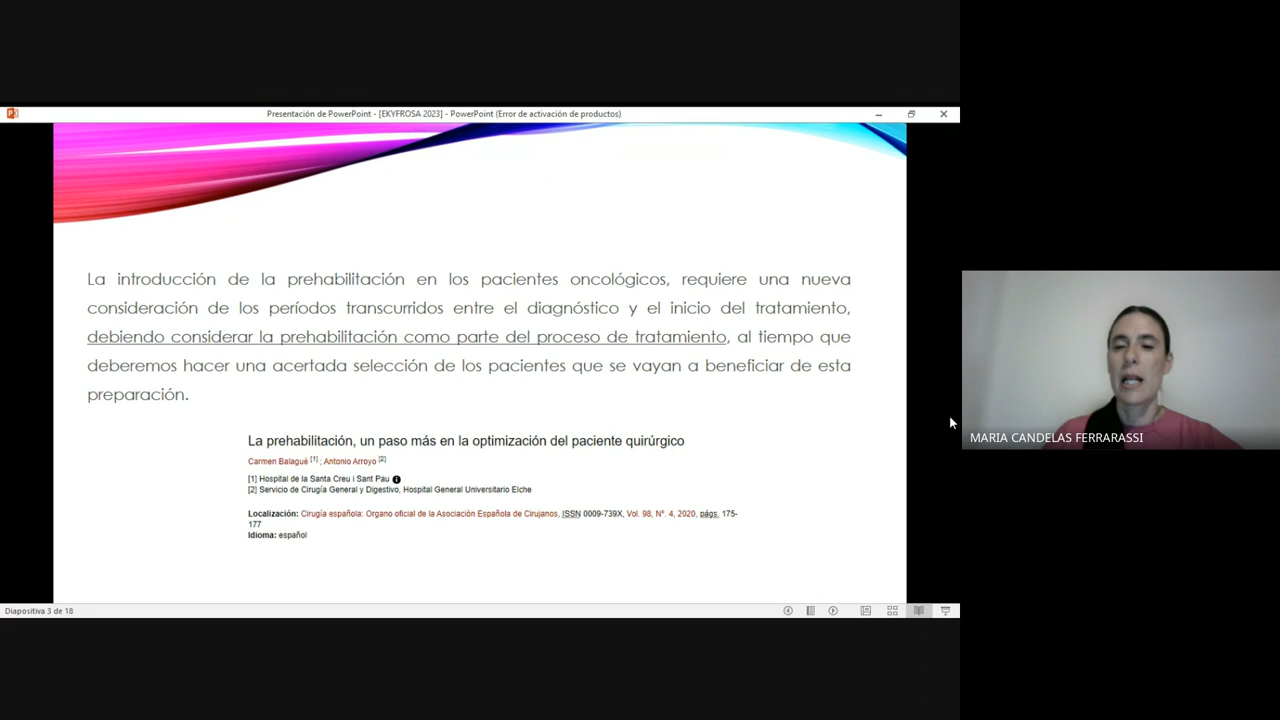 Presentación de PowerPoint - [EKYFROSA 2023] - PowerPoint (Error de activación de productos)
La introducción de la prehabilitación en los pacientes oncológicos, requiere una nueva
consideración de los períodos transcurridos entre el diagnóstico y el inicio del tratamiento,
debiendo considerar la prehabilitación como parte del proceso de tratamiento, al tiempo que
deberemos hacer una acertada selección de los pacientes que se vayan a beneficiar de esta
preparación.
La prehabilitación, un paso más en la optimización del paciente quirúrgico
Carmen Balagué [1] ; Antonio Arroyo [2]
[1] Hospital de la Santa Creu i Sant Pau
[2] Servicio de Cirugía General y Digestivo, Hospital General Universitario Elche
Localización: Cirugía española: Organo oficial de la Asociación Española de Cirujanos, ISSN 0009-739X, Vol. 98, Nº. 4, 2020, págs. 175-
177
Idioma: español
MARIA CANDELAS FERRARASSI
Diapositiva 3 de 18